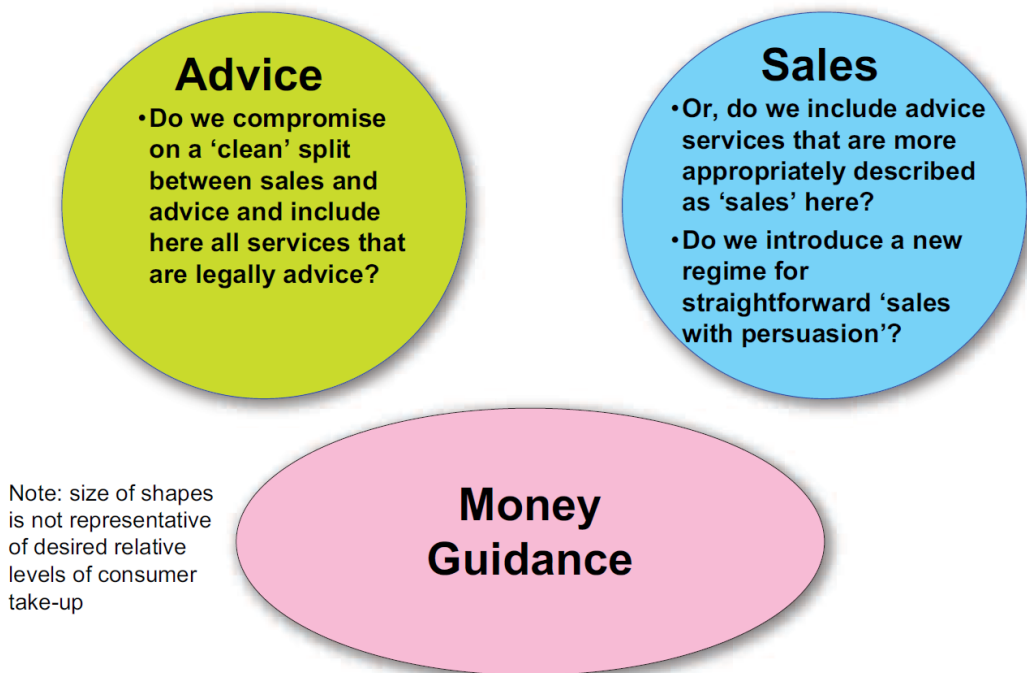 Advice
•Do we compromise
on a ‘clean’ split
between sales and
advice and include
here all services that
are legally advice?
Sales
•Or, do we include advice
services that are more
appropriately described
as ‘sales’ here?
•Do we introduce a new
regime for
straightforward ‘sales
with persuasion’?
Note: size of shapes
is not representative
of desired relative
levels of consumer
take-up
Money
Guidance